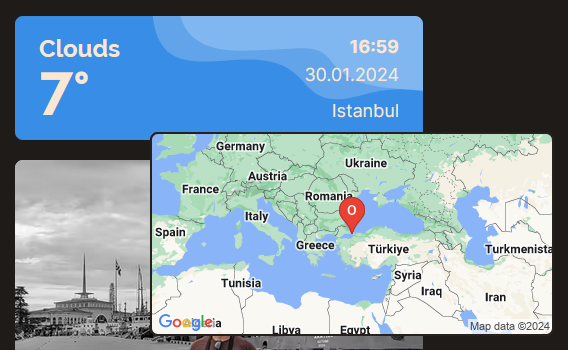 Clouds
16:59
7°
30.01.2024
Istanbul
Germany
Ukraine
Austria
France
Romania
Italy
Spain
Greece
Türkiye
Turkmenista
Syria
Tunisia
Iraq
Iran
Google
Libya
Egypt
Map data ©2024
O